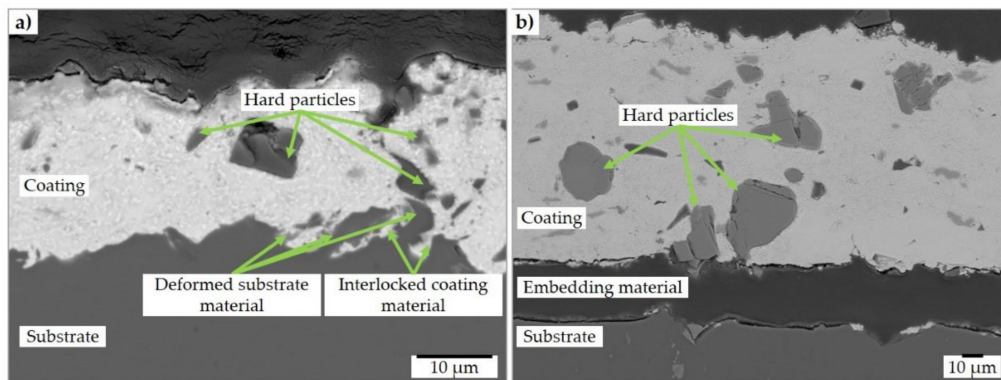 a)
Hard particles
Coating
Deformed substrate
material
Interlocked coating
material
Substrate
10 µm
b)
Hard particles
Coating
Embedding material
Substrate
10 µm